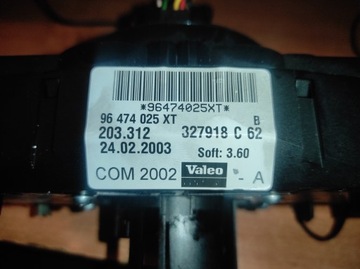 *96474025XT*
96 474 025 XT B
203.312 327918 C 62
24.02.2003 Soft: 3.60
COM 2002 Valeo - A